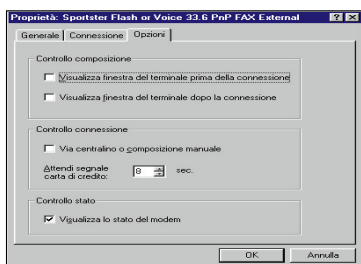 Proprietà: Sportster Flash or Voice 33.6 PnP FAX External
Generale Connessione Opzioni
Controllo composizione
Visualizza finestra del terminale prima della connessione
Visualizza finestra del terminale dopo la connessione
Controllo connessione
Via centralino o composizione manuale
Attendi segnale
carta di credito: 8 sec.
Controllo stato
Visualizza lo stato del modem
OK Annulla